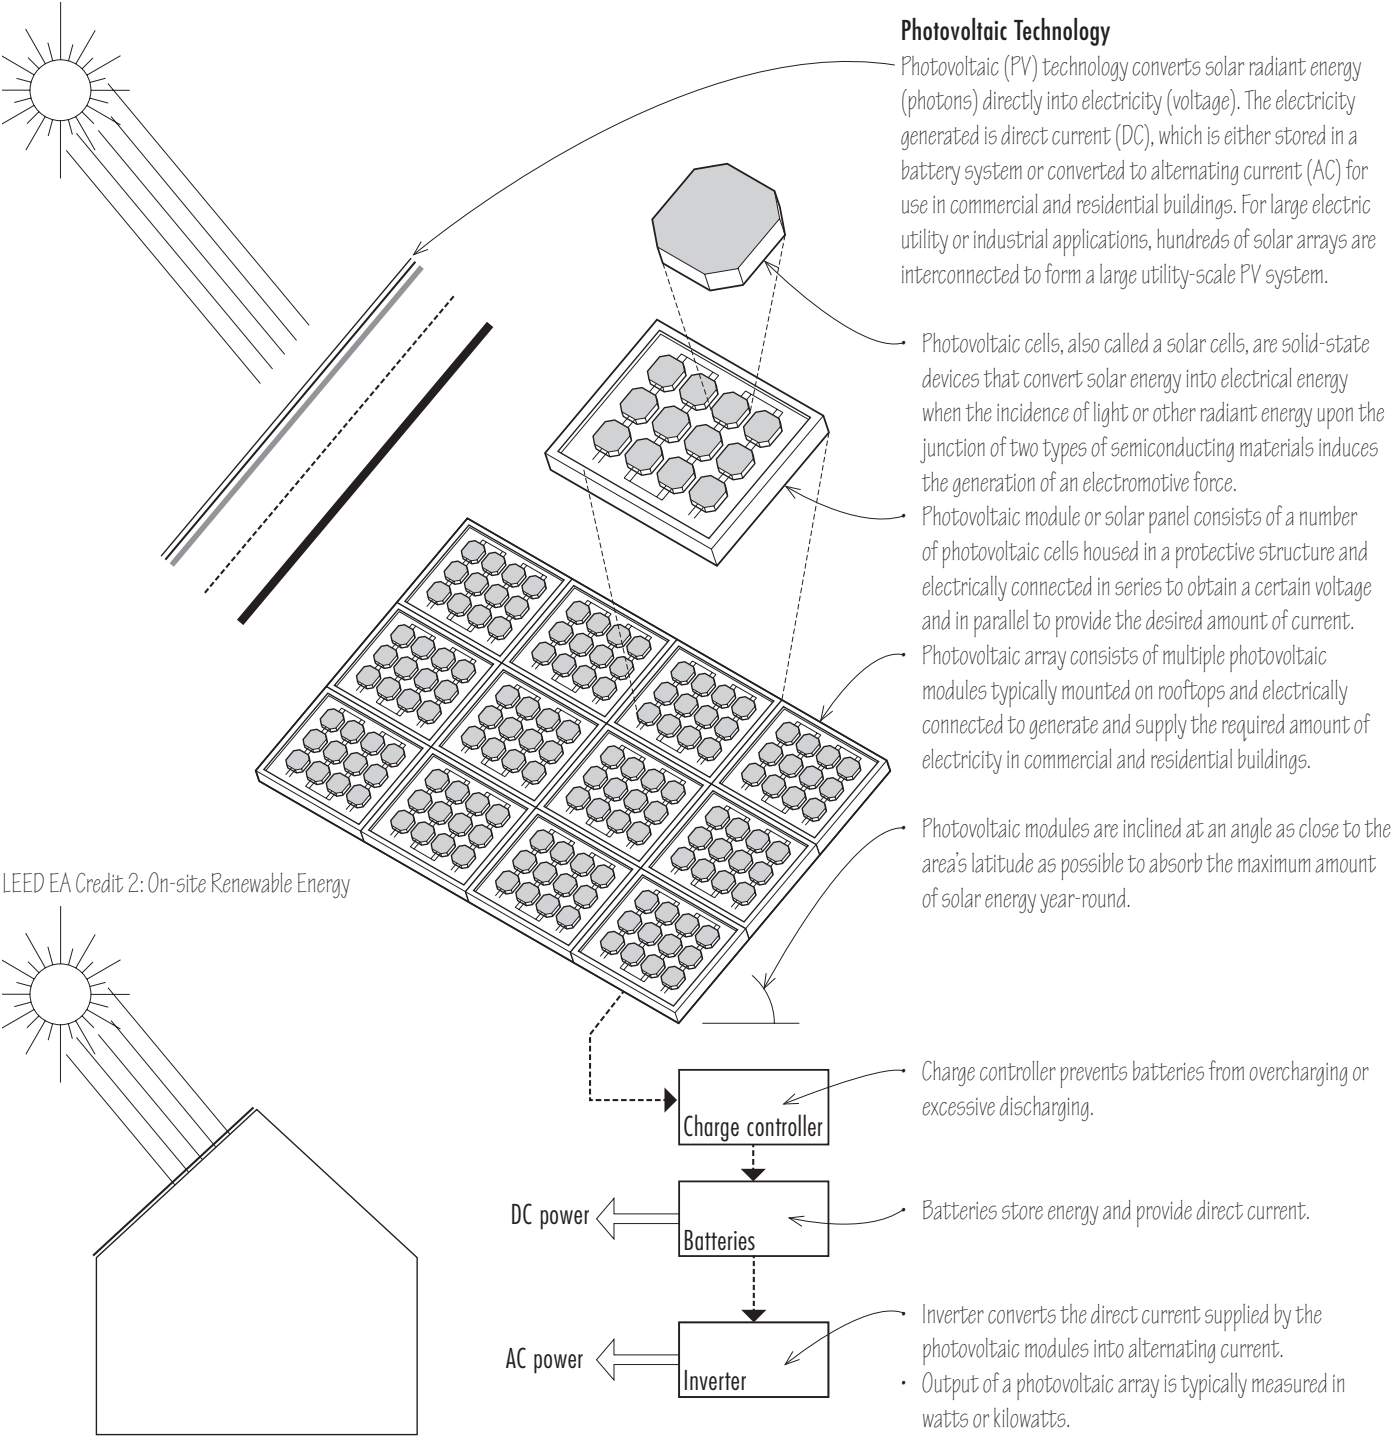 Photovoltaic Technology
Photovoltaic (PV) technology converts solar radiant energy
(photons) directly into electricity (voltage). The electricity
generated is direct current (DC), which is either stored in a
battery system or converted to alternating current (AC) for
use in commercial and residential buildings. For large electric
utility or industrial applications, hundreds of solar arrays are
interconnected to form a large utility-scale PV system.
• Photovoltaic cells, also called a solar cells, are solid-state
devices that convert solar energy into electrical energy
when the incidence of light or other radiant energy upon the
junction of two types of semiconducting materials induces
the generation of an electromotive force.
• Photovoltaic module or solar panel consists of a number
of photovoltaic cells housed in a protective structure and
electrically connected in series to obtain a certain voltage
and in parallel to provide the desired amount of current.
• Photovoltaic array consists of multiple photovoltaic
modules typically mounted on rooftops and electrically
connected to generate and supply the required amount of
electricity in commercial and residential buildings.
• Photovoltaic modules are inclined at an angle as close to the
area's latitude as possible to absorb the maximum amount
of solar energy year-round.
LEED EA Credit 2: On-site Renewable Energy
• Charge controller prevents batteries from overcharging or
excessive discharging.
Charge controller
DC power
Batteries
• Batteries store energy and provide direct current.
AC power
Inverter
• Inverter converts the direct current supplied by the
photovoltaic modules into alternating current.
• Output of a photovoltaic array is typically measured in
watts or kilowatts.